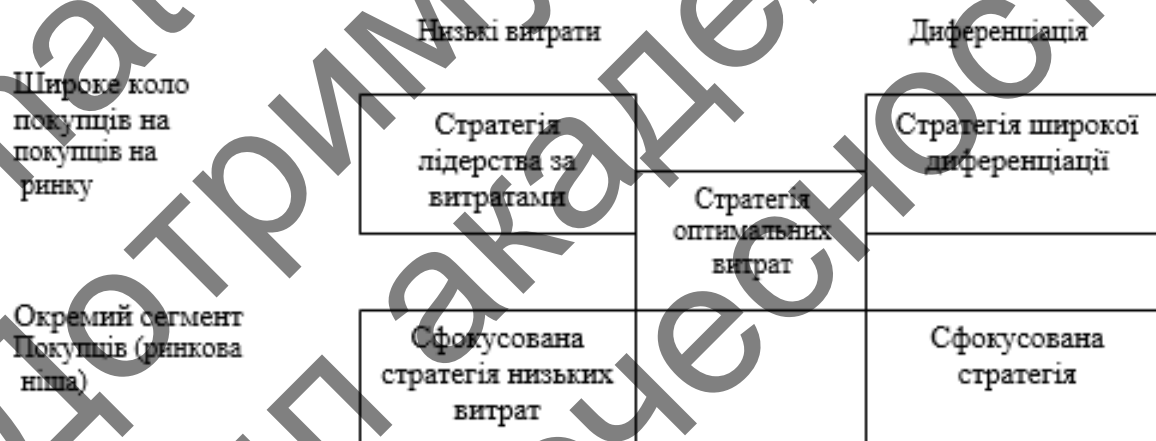 Низькі витрати
Диференціація
Широке коло
покупців на
покупців на
ринку
Стратегія
лідерства за
витратами
Стратегія широкої
диференціації
Стратегія
оптимальних
витрат
Окремий сегмент
Покупців (ринкова
ніша)
Сфокусована
стратегія низьких
витрат
Сфокусована
стратегія